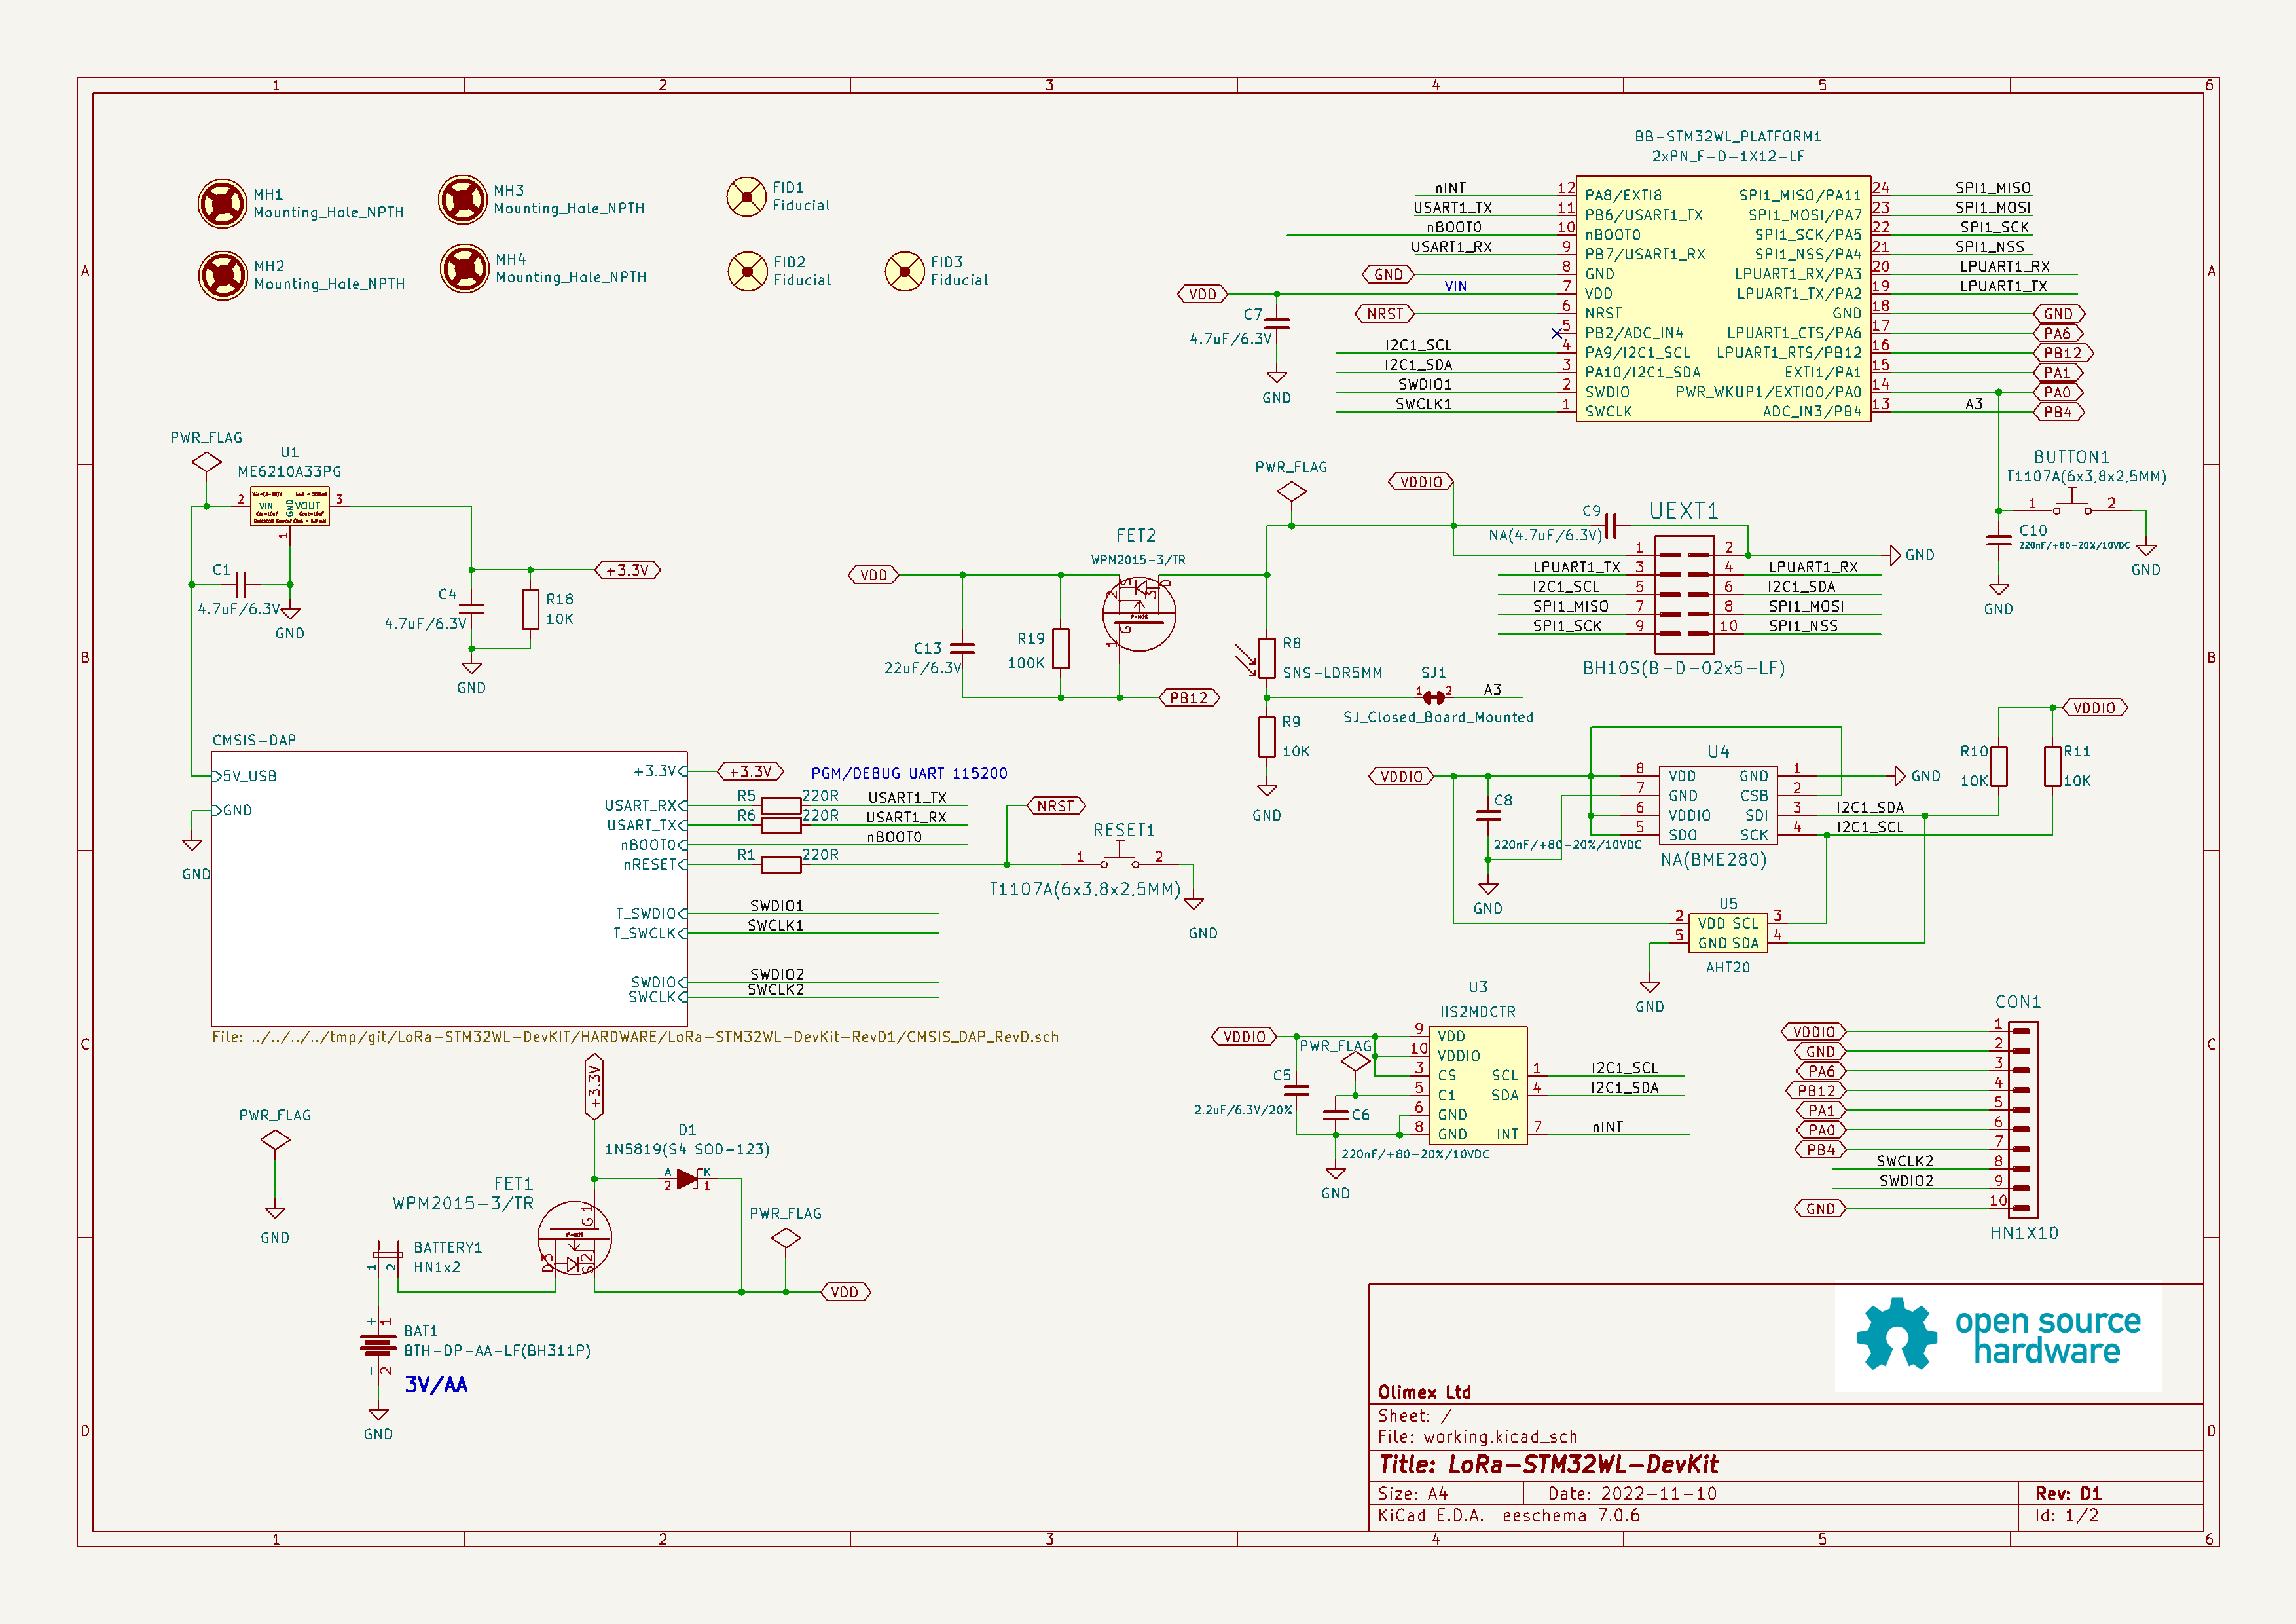 1 2 3 4 5 6
A
B
C
D
MH1
Mounting_Hole_NPTH
MH3
Mounting_Hole_NPTH
FID1
Fiducial
MH2
Mounting_Hole_NPTH
MH4
Mounting_Hole_NPTH
FID2
Fiducial
FID3
Fiducial
BB-STM32WL_PLATFORM1
2xPN_F-D-1X12-LF
nINT 12 PA8/EXTI8 SPI1_MISO/PA11 24 SPI1_MISO
USART1_TX 11 PB6/USART1_TX SPI1_MOSI/PA7 23 SPI1_MOSI
nBOOT0 10 nBOOT0 SPI1_SCK/PA5 22 SPI1_SCK
USART1_RX 9 PB7/USART1_RX SPI1_NSS/PA4 21 SPI1_NSS
GND 8 GND LPUART1_RX/PA3 20 LPUART1_RX
VDD VIN 7 VDD LPUART1_TX/PA2 19 LPUART1_TX
NRST 6 NRST GND 18 GND
5 PB2/ADC_IN4 LPUART1_CTS/PA6 17 PA6
I2C1_SCL 4 PA9/I2C1_SCL LPUART1_RTS/PB12 16 PB12
I2C1_SDA 3 PA10/I2C1_SDA EXTI1/PA1 15 PA1
SWDIO1 2 SWDIO PWR_WKUP1/EXTI00/PA0 14 PA0
SWCLK1 1 SWCLK ADC_IN3/PB4 13 A3 PB4
C7
4.7uF/6.3V
GND
BUTTON1
T1107A(6x3,8x2,5MM)
1 2
C10
220nF/+80-20%/10VDC
GND
GND
PWR_FLAG
U1
ME6210A33PG
2 VIN GND VOUT 3
1
C1
4.7uF/6.3V
GND
+3.3V
C4
4.7uF/6.3V
R18
10K
GND
FET2
WPM2015-3/TR
VDD
2 S D 3
P-MOS
G 1
C13
22uF/6.3V
R19
100K
PB12
PWR_FLAG
R8
SNS-LDR5MM
SJ1
1 2 A3
SJ_Closed_Board_Mounted
R9
10K
GND
VDDIO
C9
NA(4.7uF/6.3V)
UEXT1
1 2 GND
LPUART1_TX 3 4 LPUART1_RX
I2C1_SCL 5 6 I2C1_SDA
SPI1_MISO 7 8 SPI1_MOSI
SPI1_SCK 9 10 SPI1_NSS
BH10S(B-D-02x5-LF)
CMSIS-DAP
5V_USB
GND
GND
+3.3V +3.3V PGM/DEBUG UART 115200
USART_RX R5 220R USART1_TX
USART_TX R6 220R USART1_RX
nBOOT0 nBOOT0
nRESET R1 220R
NRST
RESET1
1 2
T1107A(6x3,8x2,5MM)
GND
T_SWDIO SWDIO1
T_SWCLK SWCLK1
SWDIO SWDIO2
SWCLK SWCLK2
File: ../../../../tmp/git/LoRa-STM32WL-DevKIT/HARDWARE/LoRa-STM32WL-DevKit-RevD1/CMSIS_DAP_RevD.sch
VDDIO
R10
10K
R11
10K
VDDIO
U4
8 VDD GND 1 GND
7 GND CSB 2
6 VDDIO SDI 3 I2C1_SDA
5 SDO SCK 4 I2C1_SCL
NA(BME280)
C8
220nF/+80-20%/10VDC
GND
U5
2 VDD SCL 3
5 GND SDA 4
AHT20
GND
U3
IIS2MDCTR
VDDIO
PWR_FLAG
9 VDD
10 VDDIO
3 CS SCL 1 I2C1_SCL
5 C1 SDA 4 I2C1_SDA
6 GND
8 GND INT 7 nINT
C5
2.2uF/6.3V/20%
C6
220nF/+80-20%/10VDC
GND
CON1
VDDIO 1
GND 2
PA6 3
PB12 4
PA1 5
PA0 6
PB4 7
SWCLK2 8
SWDIO2 9
GND 10
HN1X10
PWR_FLAG
GND
+3.3V
D1
1N5819(S4 SOD-123)
A K
2 1
FET1
WPM2015-3/TR
G 1
P-MOS
D 3 S 2
PWR_FLAG
VDD
BATTERY1
HN1x2
1 2
+ 1
BAT1
BTH-DP-AA-LF(BH311P)
- 2
3V/AA
GND
open source
hardware
Olimex Ltd
Sheet: /
File: working.kicad_sch
Title: LoRa-STM32WL-DevKit
Size: A4 Date: 2022-11-10 Rev: D1
KiCad E.D.A. eeschema 7.0.6 Id: 1/2
A
B
C
D
1 2 3 4 5 6